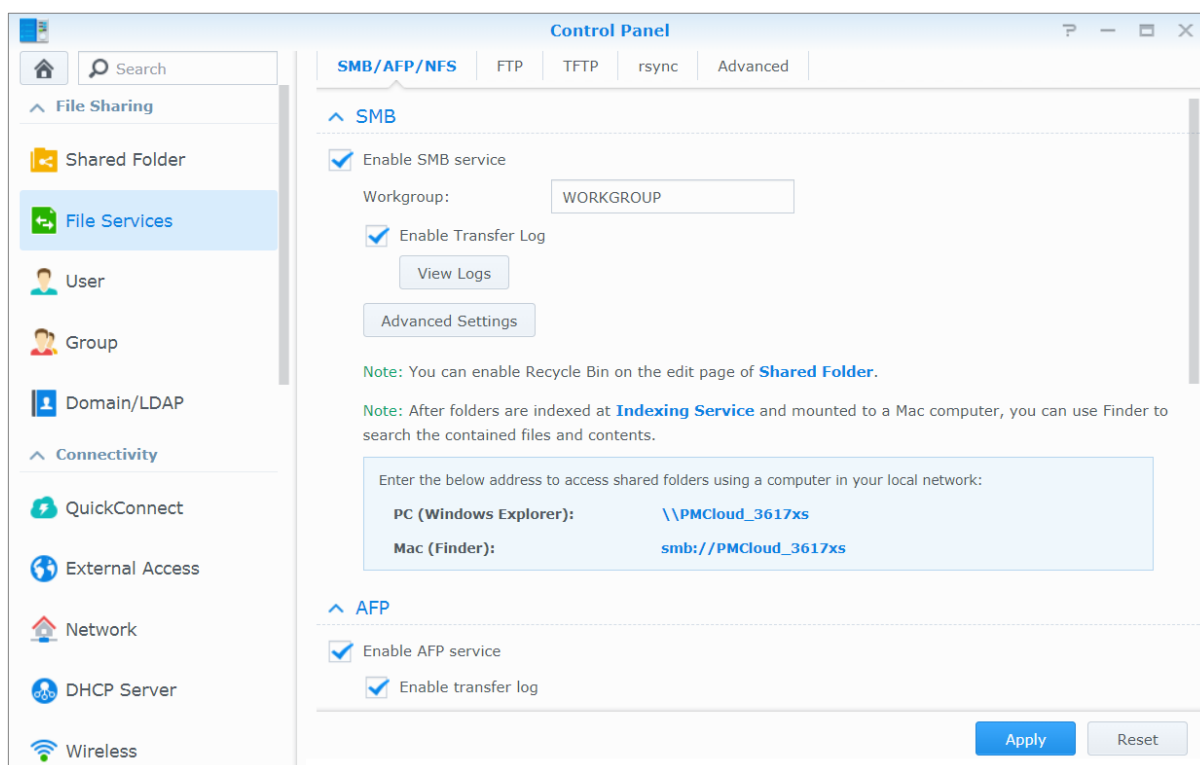 Control Panel
Search
File Sharing
Shared Folder
File Services
User
Group
Domain/LDAP
Connectivity
QuickConnect
External Access
Network
DHCP Server
Wireless
SMB/AFP/NFS FTP TFTP rsync Advanced
SMB
Enable SMB service
Workgroup: WORKGROUP
Enable Transfer Log
View Logs
Advanced Settings
Note: You can enable Recycle Bin on the edit page of Shared Folder.
Note: After folders are indexed at Indexing Service and mounted to a Mac computer, you can use Finder to
search the contained files and contents.
Enter the below address to access shared folders using a computer in your local network:
PC (Windows Explorer): \\PMCloud_3617xs
Mac (Finder): smb://PMCloud_3617xs
AFP
Enable AFP service
Enable transfer log
Apply Reset